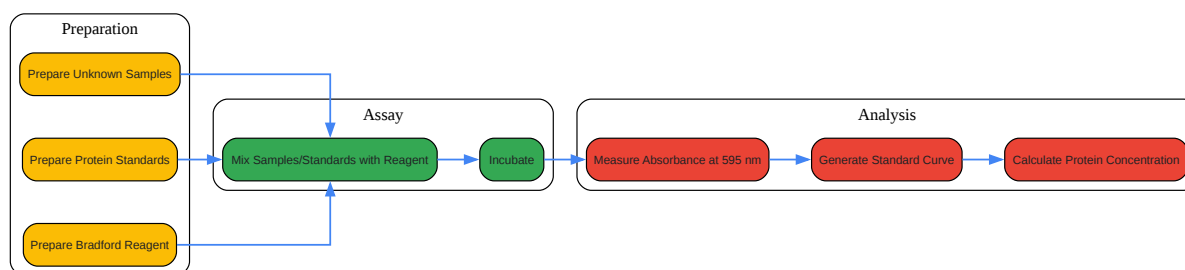 Preparation
Prepare Unknown Samples
Prepare Protein Standards
Prepare Bradford Reagent
Assay
Mix Samples/Standards with Reagent
Incubate
Analysis
Measure Absorbance at 595 nm
Generate Standard Curve
Calculate Protein Concentration